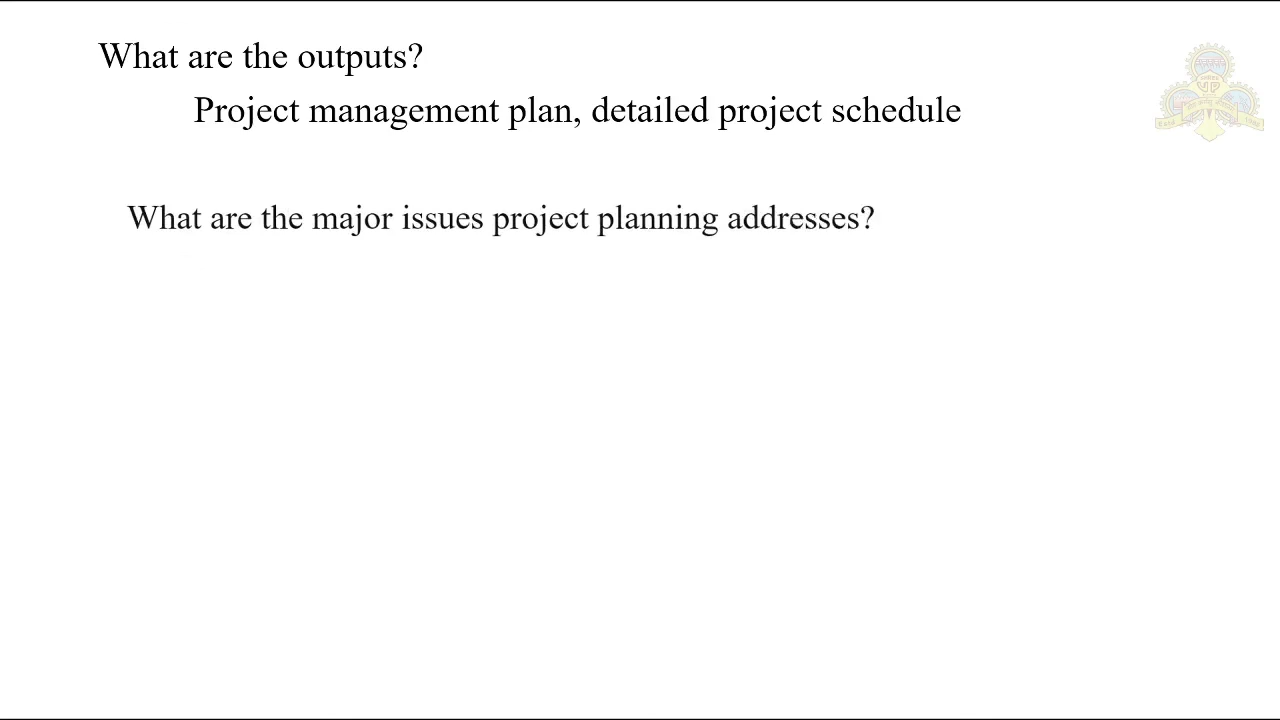 What are the outputs?
Project management plan, detailed project schedule
What are the major issues project planning addresses?